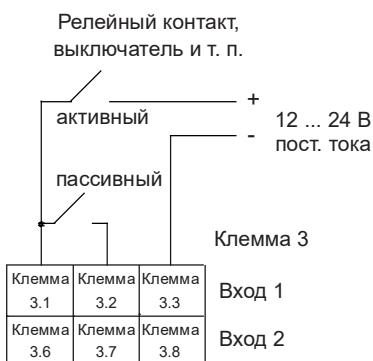 Релейный контакт,
выключатель и т. п.
+
активный
12 ... 24 В
-
пост. тока
пассивный
Клемма 3
Клемма 3.1
Клемма 3.2
Клемма 3.3
Вход 1
Клемма 3.6
Клемма 3.7
Клемма 3.8
Вход 2